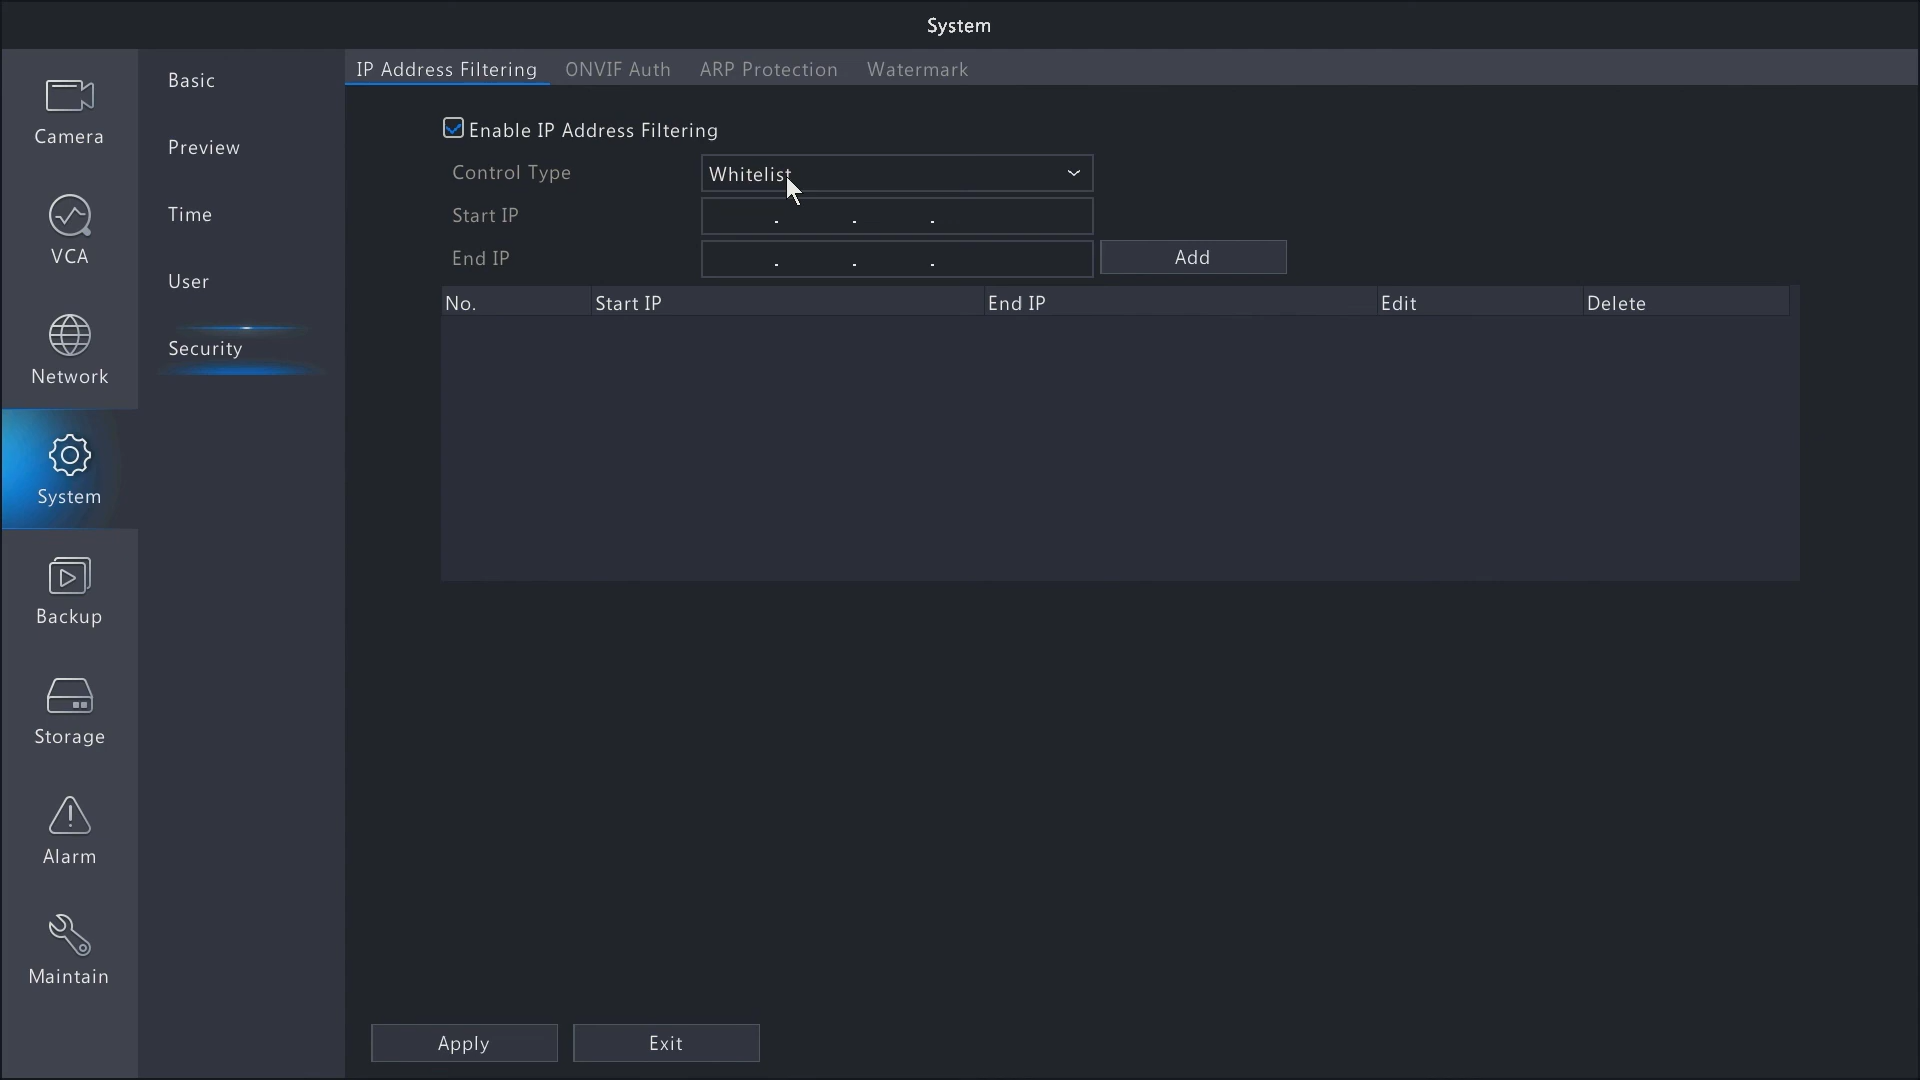 System
Camera
VCA
Network
System
Backup
Storage
Alarm
Maintain
Basic
Preview
Time
User
Security
IP Address Filtering ONVIF Auth ARP Protection Watermark
Enable IP Address Filtering
Control Type Whitelist
Start IP . . .
End IP . . . Add
No. Start IP End IP Edit Delete
Apply Exit